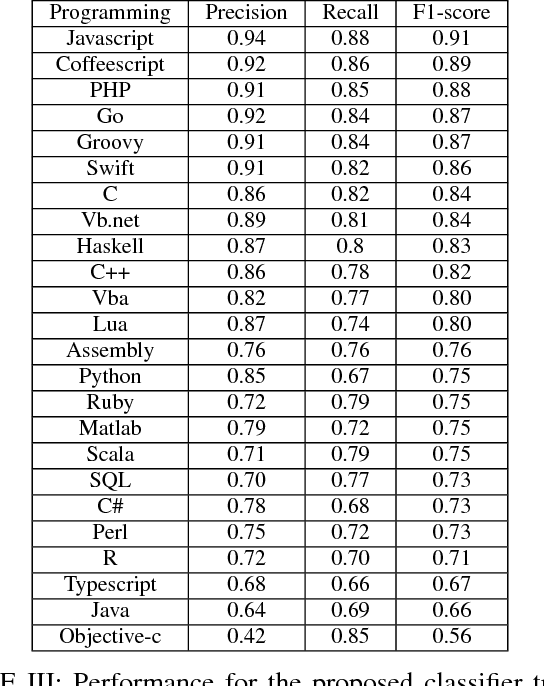 Programming Precision Recall F1-score
Javascript 0.94 0.88 0.91
Coffeescript 0.92 0.86 0.89
PHP 0.91 0.85 0.88
Go 0.92 0.84 0.87
Groovy 0.91 0.84 0.87
Swift 0.91 0.82 0.86
C 0.86 0.82 0.84
Vb.net 0.89 0.81 0.84
Haskell 0.87 0.8 0.83
C++ 0.86 0.78 0.82
Vba 0.82 0.77 0.80
Lua 0.87 0.74 0.80
Assembly 0.76 0.76 0.76
Python 0.85 0.67 0.75
Ruby 0.72 0.79 0.75
Matlab 0.79 0.72 0.75
Scala 0.71 0.79 0.75
SQL 0.70 0.77 0.73
C# 0.78 0.68 0.73
Perl 0.75 0.72 0.73
R 0.72 0.70 0.71
Typescript 0.68 0.66 0.67
Java 0.64 0.69 0.66
Objective-c 0.42 0.85 0.56
III: Performance for the proposed classifier